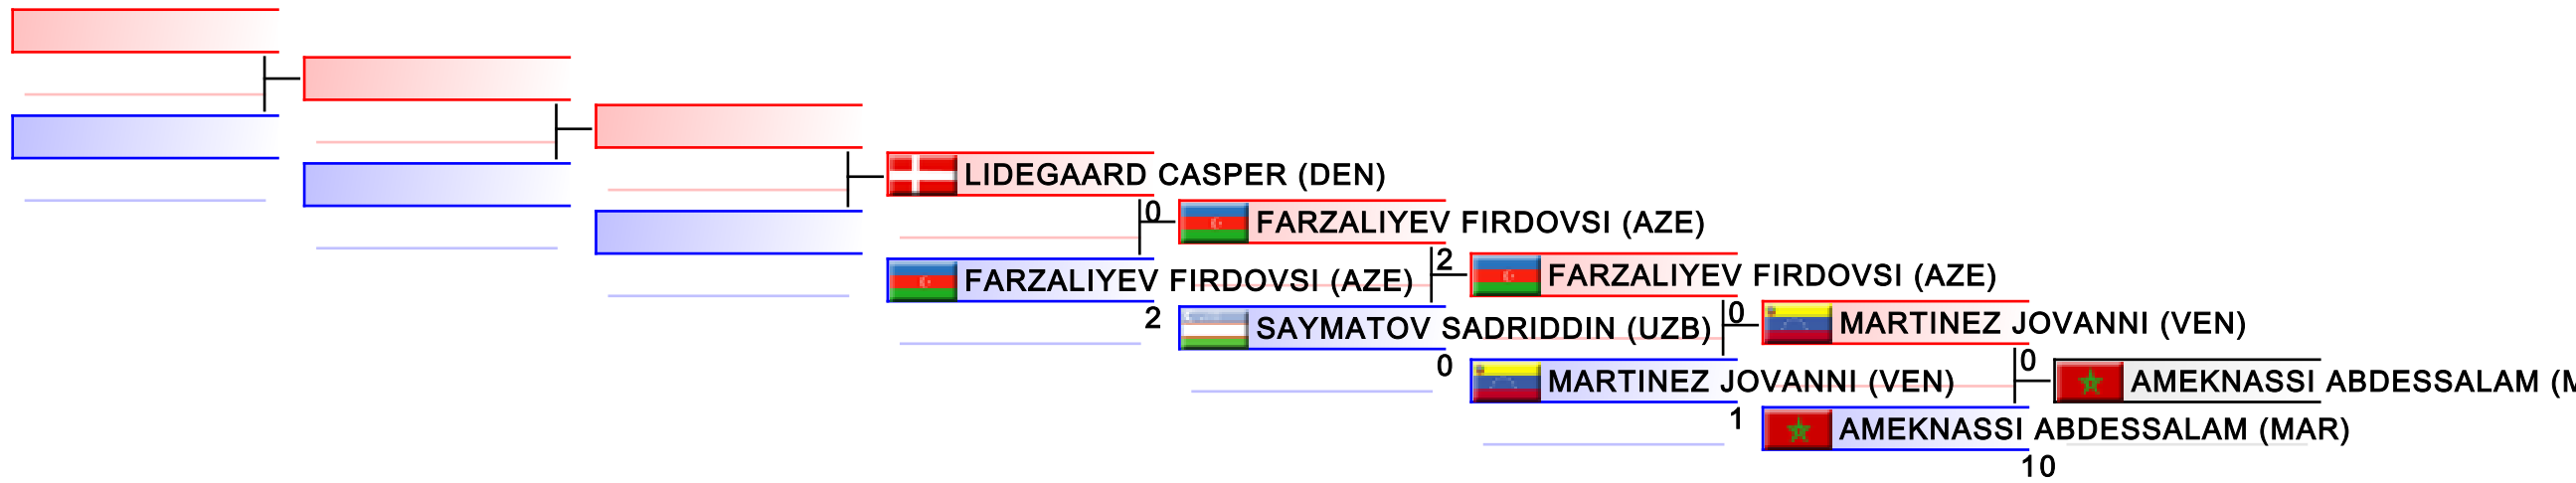 LIDEGAARD CASPER (DEN)
0
FARZALIYEV FIRDOVSI (AZE)
FARZALIYEV FIRDOVSI (AZE)
2
2
FARZALIYEV FIRDOVSI (AZE)
SAYMATOV SADRIDDIN (UZB)
0
0
MARTINEZ JOVANNI (VEN)
MARTINEZ JOVANNI (VEN)
1
0
AMEKNASSI ABDESSALAM (M
AMEKNASSI ABDESSALAM (MAR)
10